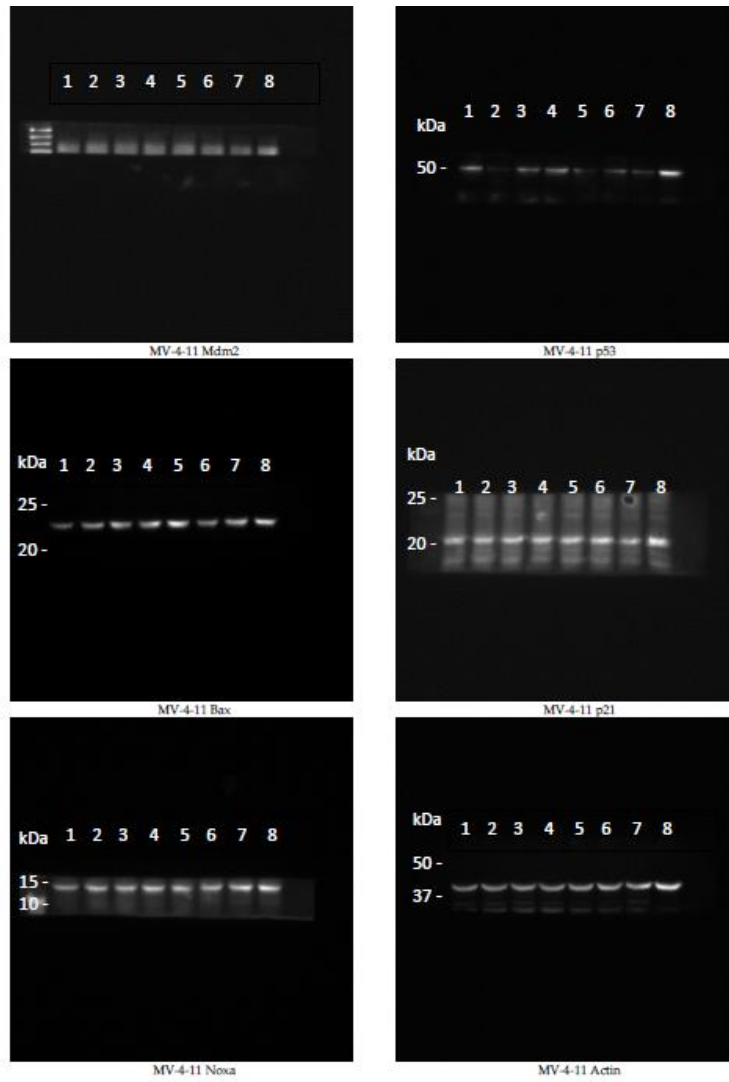 1 2 3 4 5 6 7 8
MV-4-11 Mdm2
kDa
1 2 3 4 5 6 7 8
50 -
MV-4-11 p53
kDa
1 2 3 4 5 6 7 8
25 -
20 -
MV-4-11 Bax
kDa
1 2 3 4 5 6 7 8
25 -
20 -
MV-4-11 p21
kDa
1 2 3 4 5 6 7 8
15 -
10 -
MV-4-11 Noxa
kDa
1 2 3 4 5 6 7 8
50 -
37 -
MV-4-11 Actin